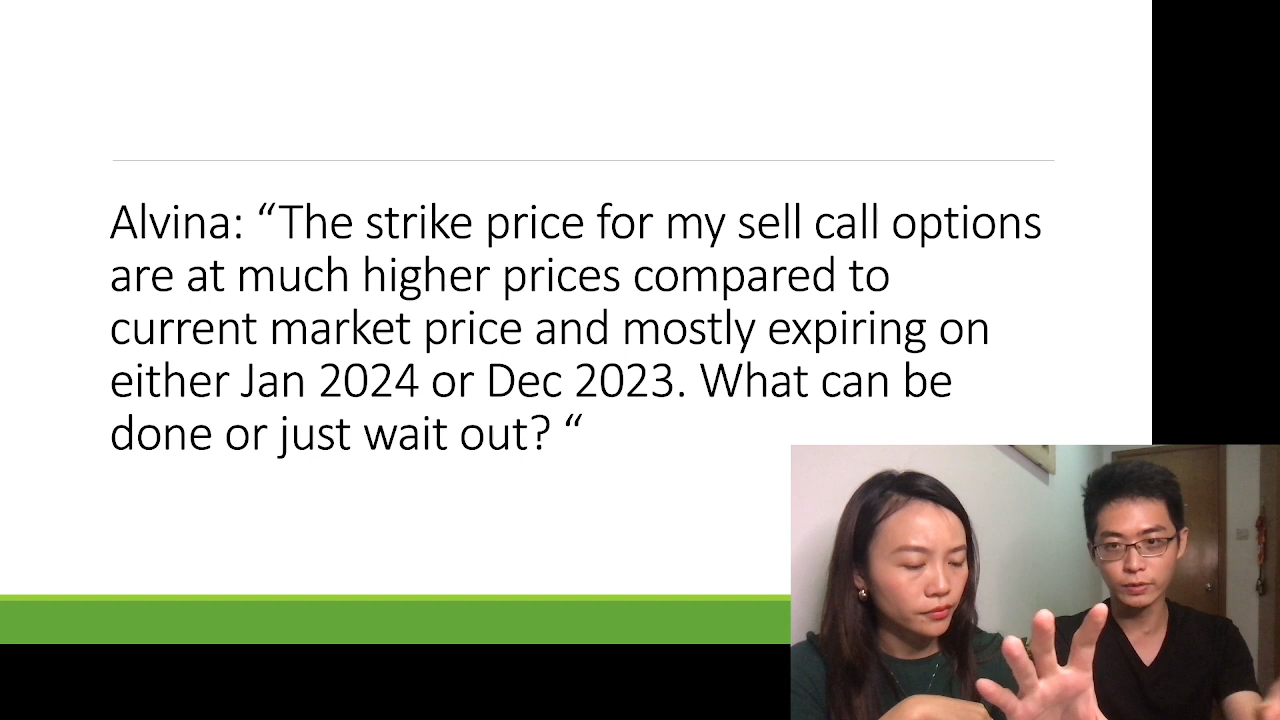 Alvina: “The strike price for my sell call options
are at much higher prices compared to
current market price and mostly expiring on
either Jan 2024 or Dec 2023. What can be
done or just wait out? “